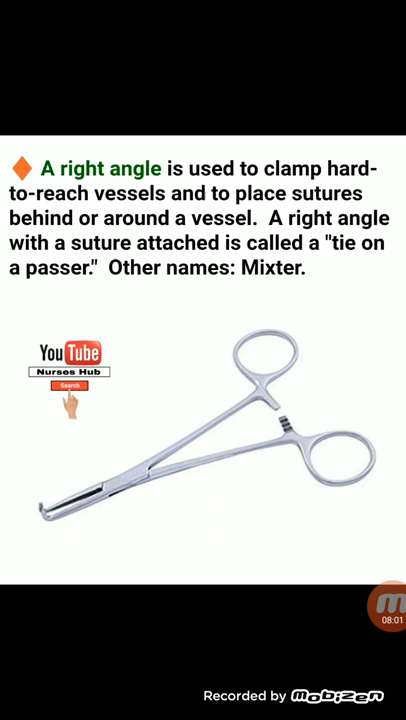 A right angle is used to clamp hard-
to-reach vessels and to place sutures
behind or around a vessel. A right angle
with a suture attached is called a "tie on
a passer." Other names: Mixter.
YouTube
Nurses Hub
Search
08:01
Recorded by mobizen